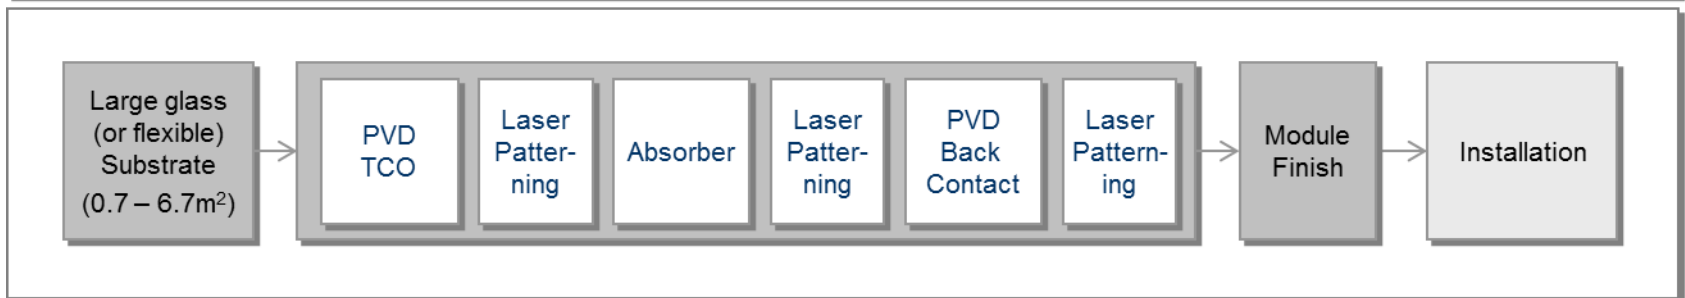 Large glass
(or flexible)
Substrate
(0.7 – 6.7m²)
PVD
TCO
Laser
Patter-
ning
Absorber
Laser
Patter-
ning
PVD
Back
Contact
Laser
Pattern-
ing
Module
Finish
Installation